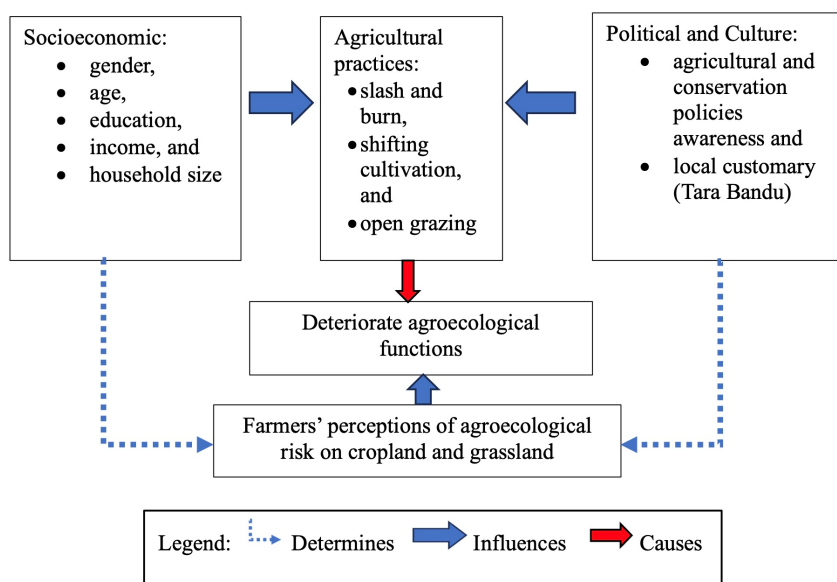 Socioeconomic:
• gender,
• age,
• education,
• income, and
• household size
Agricultural
practices:
• slash and
burn,
• shifting
cultivation,
and
• open grazing
Political and Culture:
• agricultural and
conservation
policies
awareness and
• local customary
(Tara Bandu)
Deteriorate agroecological
functions
Farmers’ perceptions of agroecological
risk on cropland and grassland
Legend: Determines Influences Causes